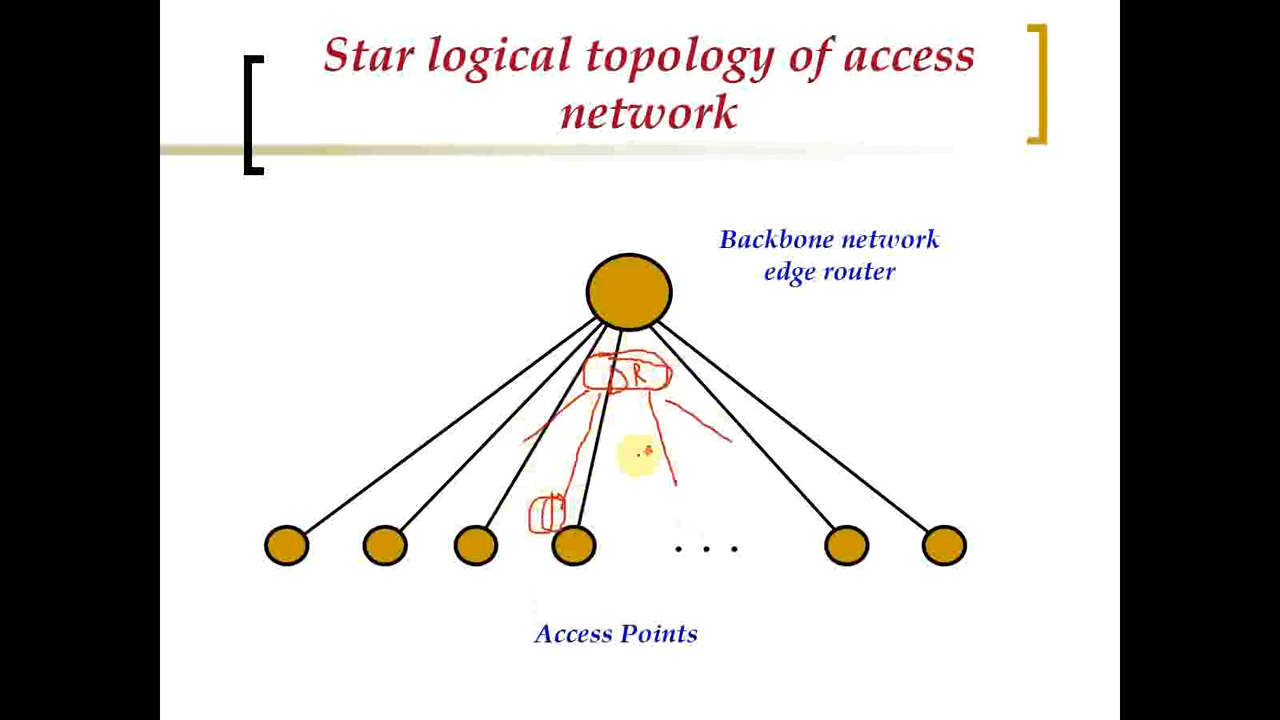 Star logical topology of access
network
Backbone network
edge router
R
. . .
Access Points